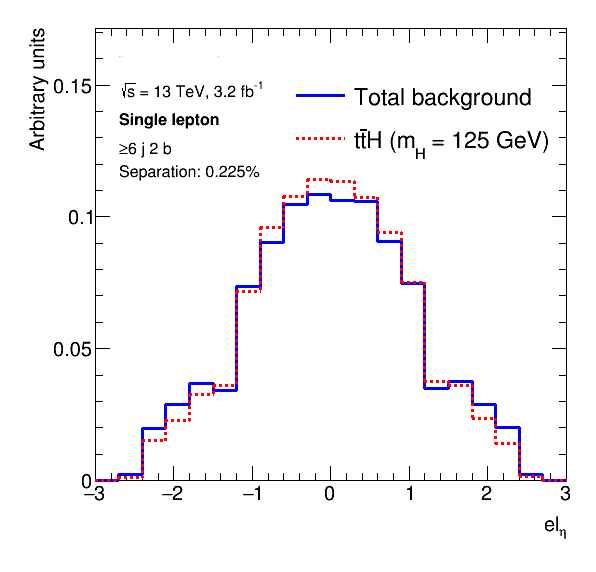 Arbitrary units
0.15
0.1
0.05
0
√s = 13 TeV, 3.2 fb⁻¹
Single lepton
≥6 j 2 b
Separation: 0.225%
Total background
tt̄H (m_H = 125 GeV)
−3 −2 −1 0 1 2 3
el_η